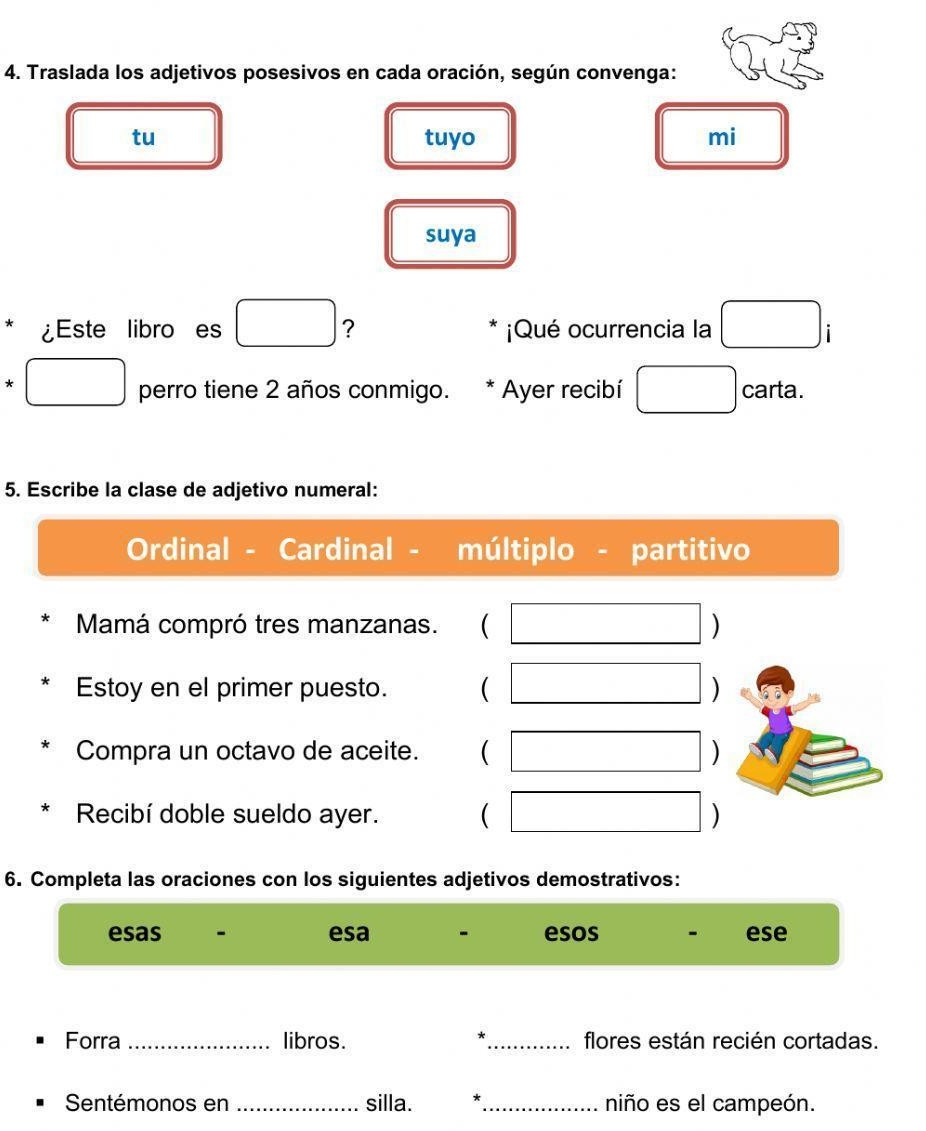 4. Traslada los adjetivos posesivos en cada oración, según convenga:
tu tuyo mi
suya
* ¿Este libro es ? * ¡Qué ocurrencia la ¡
* perro tiene 2 años conmigo. * Ayer recibí carta.
5. Escribe la clase de adjetivo numeral:
Ordinal - Cardinal - múltiplo - partitivo
* Mamá compró tres manzanas. ( )
* Estoy en el primer puesto. ( )
* Compra un octavo de aceite. ( )
* Recibí doble sueldo ayer. ( )
6. Completa las oraciones con los siguientes adjetivos demostrativos:
esas - esa - esos - ese
▪ Forra ...................... libros. *............. flores están recién cortadas.
▪ Sentémonos en ................... silla. *.................. niño es el campeón.